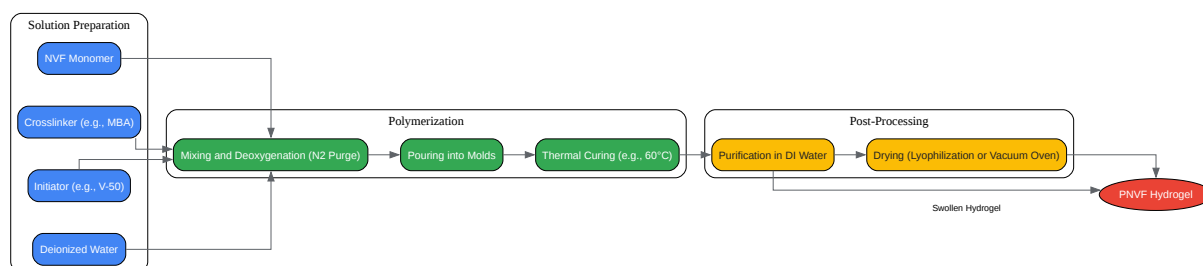 Solution Preparation
NVF Monomer
Crosslinker (e.g., MBA)
Initiator (e.g., V-50)
Deionized Water
Polymerization
Mixing and Deoxygenation (N2 Purge)
Pouring into Molds
Thermal Curing (e.g., 60°C)
Post-Processing
Purification in DI Water
Drying (Lyophilization or Vacuum Oven)
Swollen Hydrogel
PNVF Hydrogel